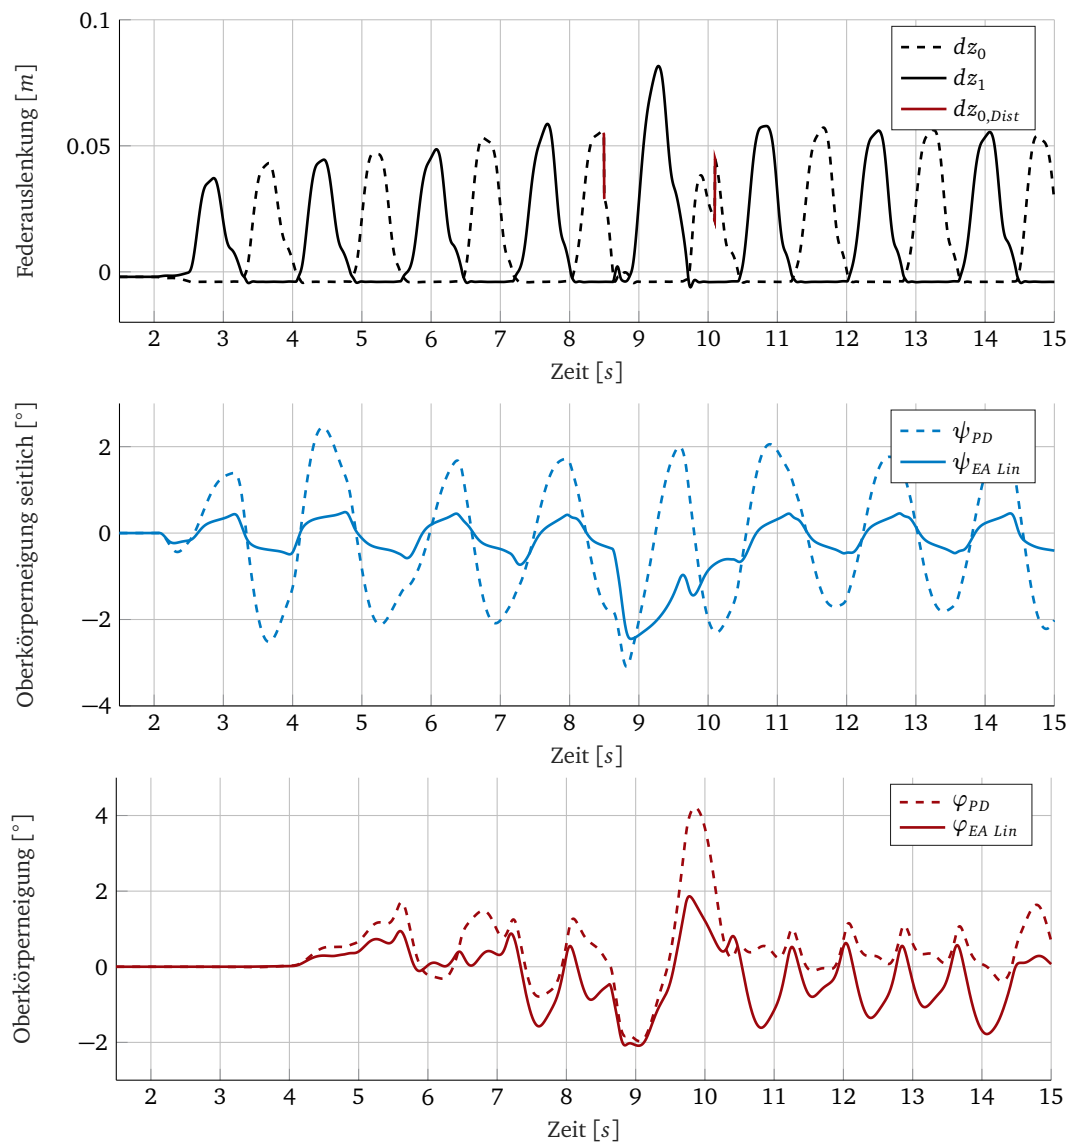 0.1
0.05
0
Federauslenkung [m]
dz0
dz1
dz0,Dist
2 3 4 5 6 7 8 9 10 11 12 13 14 15
Zeit [s]
2
0
−2
−4
Oberkörperneigung seitlich [°]
ψPD
ψEA Lin
2 3 4 5 6 7 8 9 10 11 12 13 14 15
Zeit [s]
4
2
0
−2
Oberkörperneigung [°]
φPD
φEA Lin
2 3 4 5 6 7 8 9 10 11 12 13 14 15
Zeit [s]